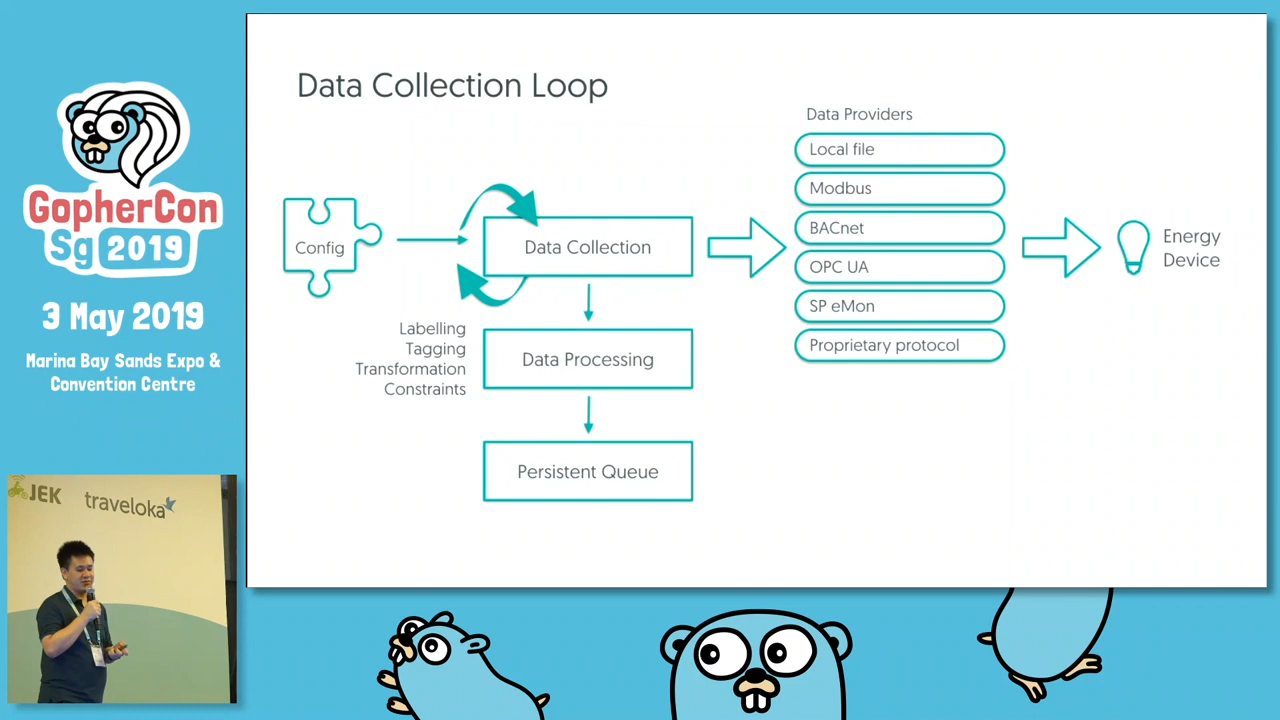 GopherCon
Sg 2019
3 May 2019
Marina Bay Sands Expo &
Convention Centre
JEK
traveloka
Data Collection Loop
Config
Data Collection
Labelling
Tagging
Transformation
Constraints
Data Processing
Persistent Queue
Data Providers
Local file
Modbus
BACnet
OPC UA
SP eMon
Proprietary protocol
Energy
Device